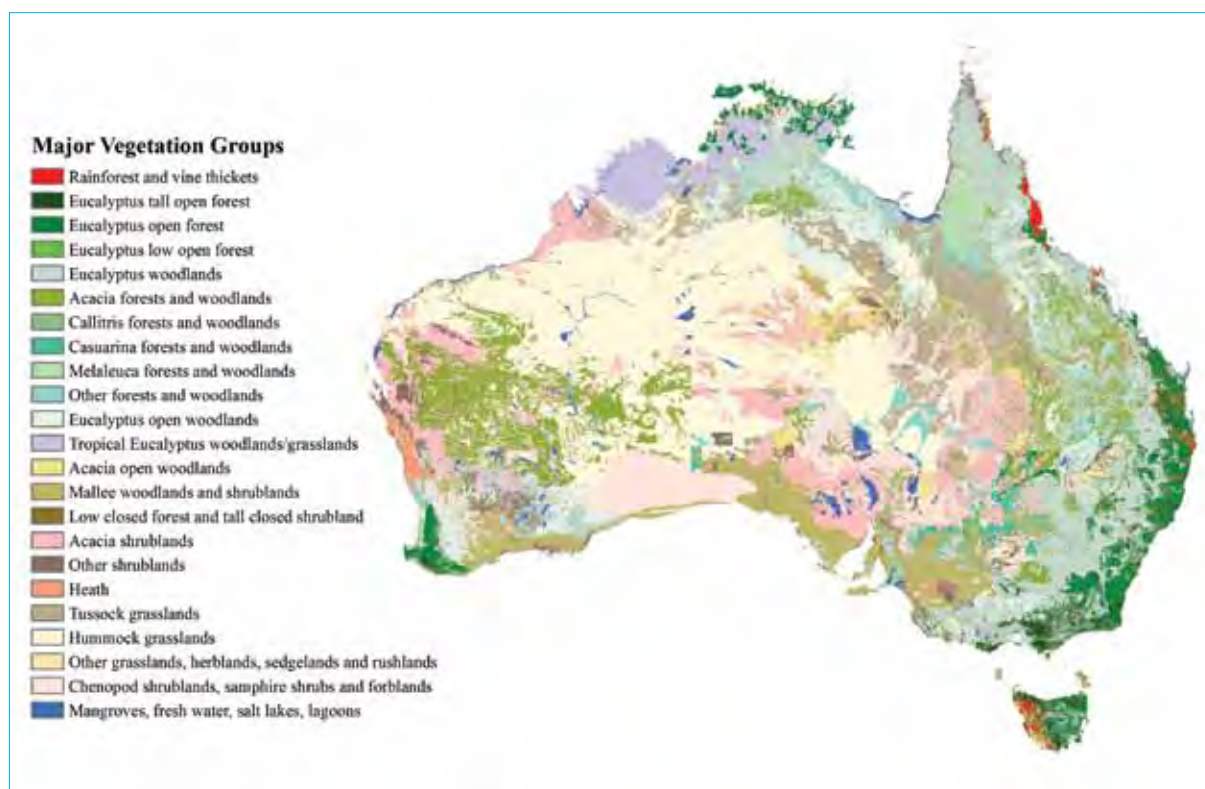 Major Vegetation Groups
Rainforest and vine thickets
Eucalyptus tall open forest
Eucalyptus open forest
Eucalyptus low open forest
Eucalyptus woodlands
Acacia forests and woodlands
Callitris forests and woodlands
Casuarina forests and woodlands
Melaleuca forests and woodlands
Other forests and woodlands
Eucalyptus open woodlands
Tropical Eucalyptus woodlands/grasslands
Acacia open woodlands
Mallee woodlands and shrublands
Low closed forest and tall closed shrubland
Acacia shrublands
Other shrublands
Heath
Tussock grasslands
Hummock grasslands
Other grasslands, herblands, sedgelands and rushlands
Chenopod shrublands, samphire shrubs and forblands
Mangroves, fresh water, salt lakes, lagoons